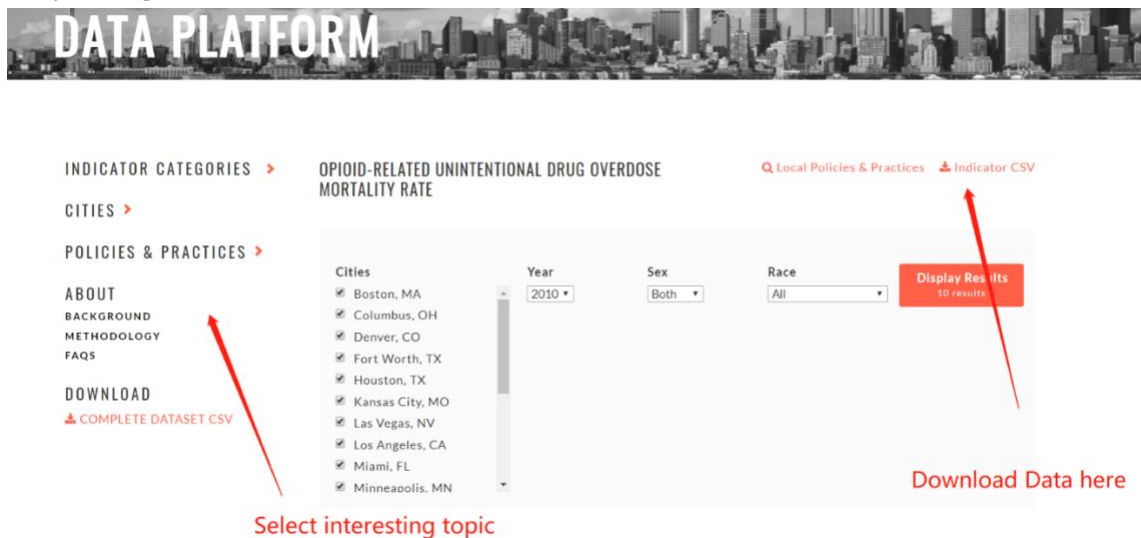 DATA PLATFORM
INDICATOR CATEGORIES >
CITIES >
POLICIES & PRACTICES >
ABOUT
BACKGROUND
METHODOLOGY
FAQS
DOWNLOAD
COMPLETE DATASET CSV
OPIOID-RELATED UNINTENTIONAL DRUG OVERDOSE
MORTALITY RATE
Local Policies & Practices
Indicator CSV
Cities
Boston, MA
Columbus, OH
Denver, CO
Fort Worth, TX
Houston, TX
Kansas City, MO
Las Vegas, NV
Los Angeles, CA
Miami, FL
Minneapolis, MN
Year
2010
Sex
Both
Race
All
Display Results
10 results
Select interesting topic
Download Data here